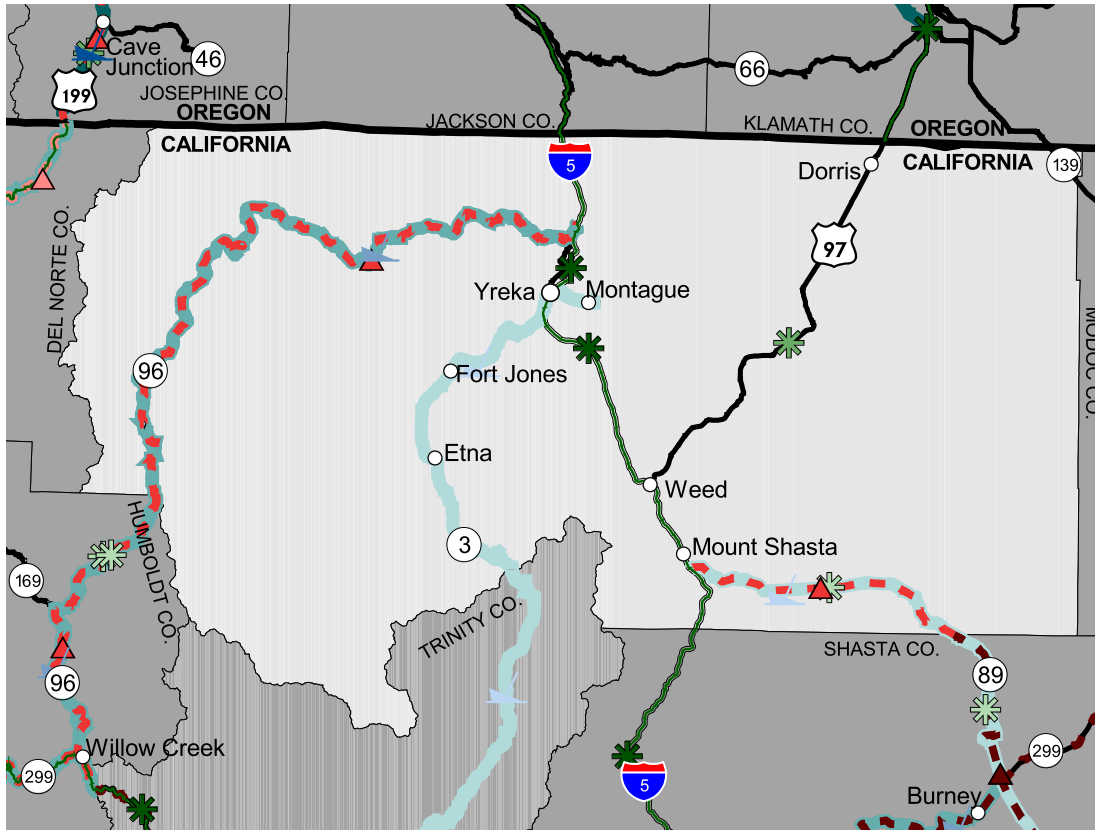 Cave
Junction
46
199
JOSEPHINE CO.
OREGON
CALIFORNIA
JACKSON CO.
66
KLAMATH CO.
OREGON
CALIFORNIA
5
Dorris
139
97
DEL NORTE CO.
MODOC CO.
Yreka
Montague
96
Fort Jones
Etna
Weed
3
Mount Shasta
HUMBOLDT CO.
169
TRINITY CO.
SHASTA CO.
96
89
Willow Creek
299
5
299
Burney